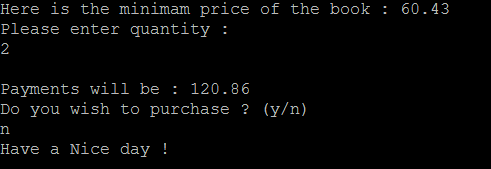 Here is the minimam price of the book : 60.43
Please enter quantity :
2
Payments will be : 120.86
Do you wish to purchase ? (y/n)
n
Have a Nice day !